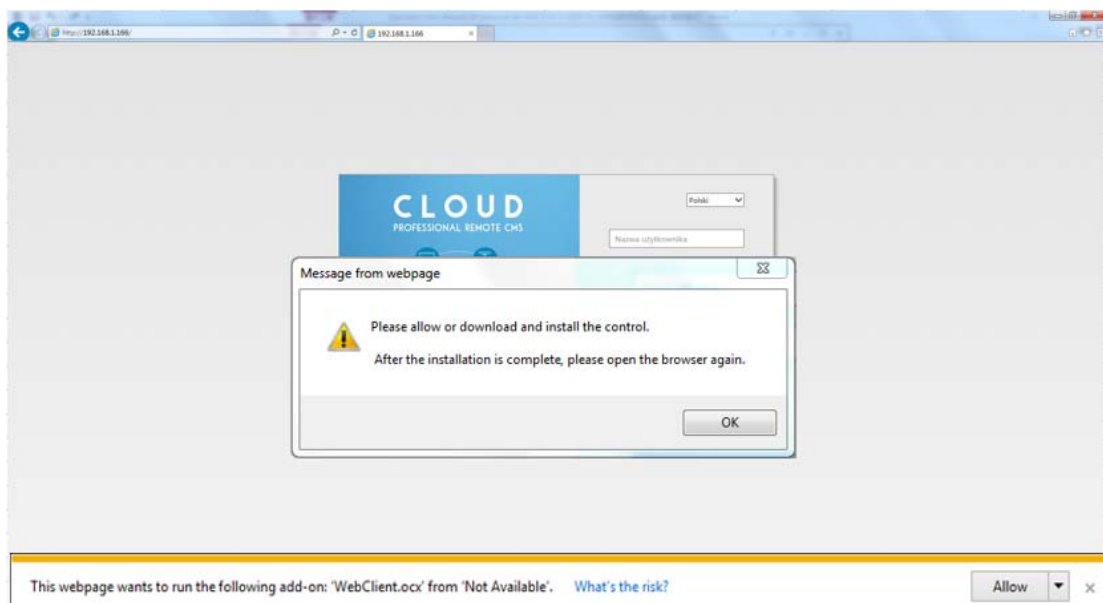 http://192.168.1.166/
192.168.1.166
CLOUD
PROFESSIONAL REMOTE CMS
Polski
Nazwa użytkownika
Message from webpage
Please allow or download and install the control.
After the installation is complete, please open the browser again.
OK
This webpage wants to run the following add-on: 'WebClient.ocx' from 'Not Available'. What's the risk?
Allow